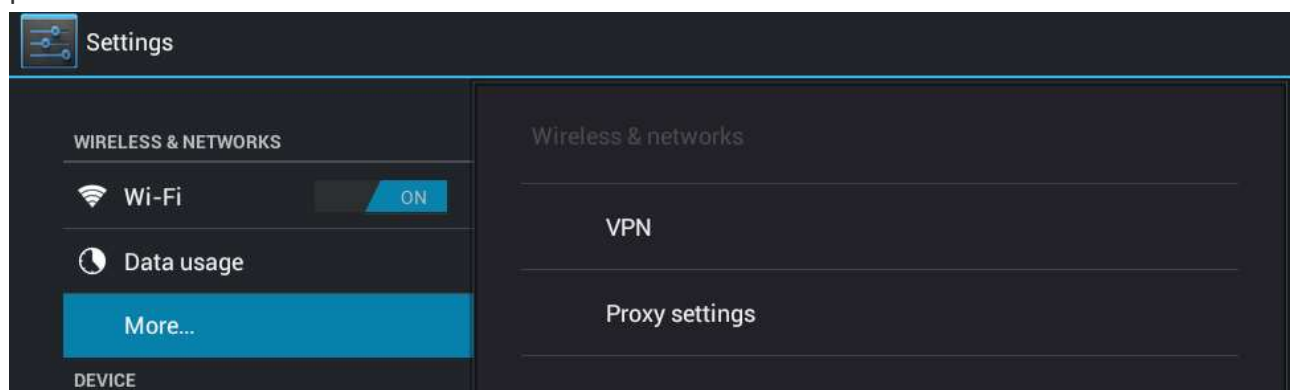 Settings
WIRELESS & NETWORKS
Wi-Fi ON
Data usage
More...
DEVICE
Wireless & networks
VPN
Proxy settings